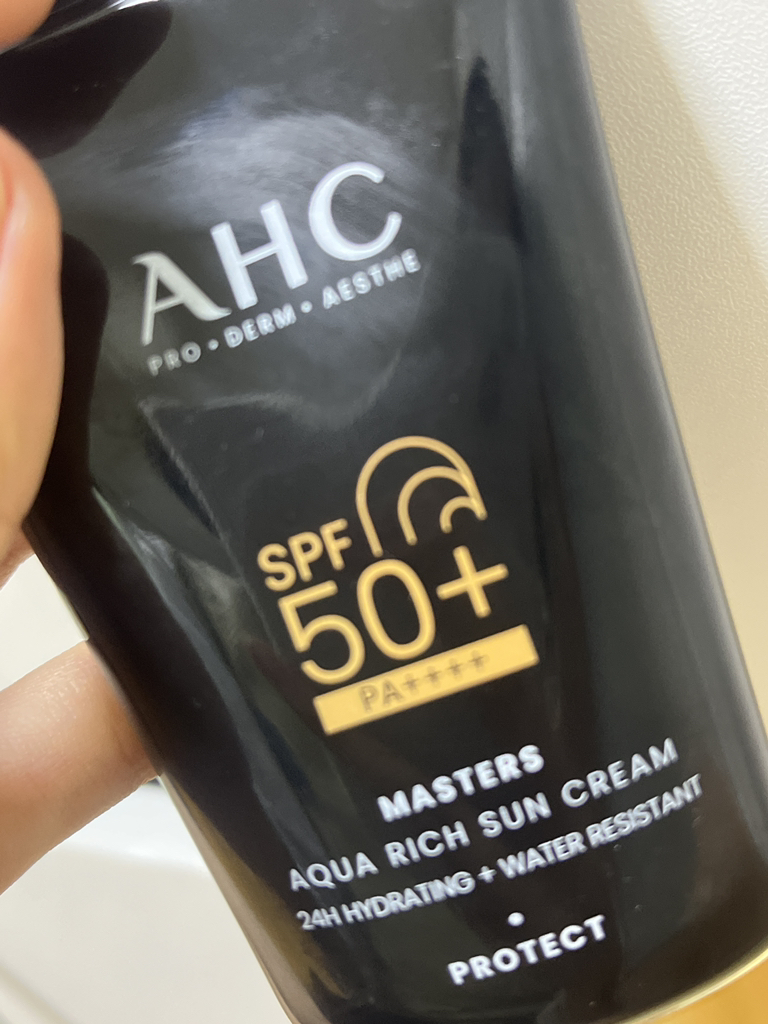 AHC
PRO • DERM • AESTHE
SPF
50+
PA++++
MASTERS
AQUA RICH SUN CREAM
24H HYDRATING + WATER RESISTANT
•
PROTECT